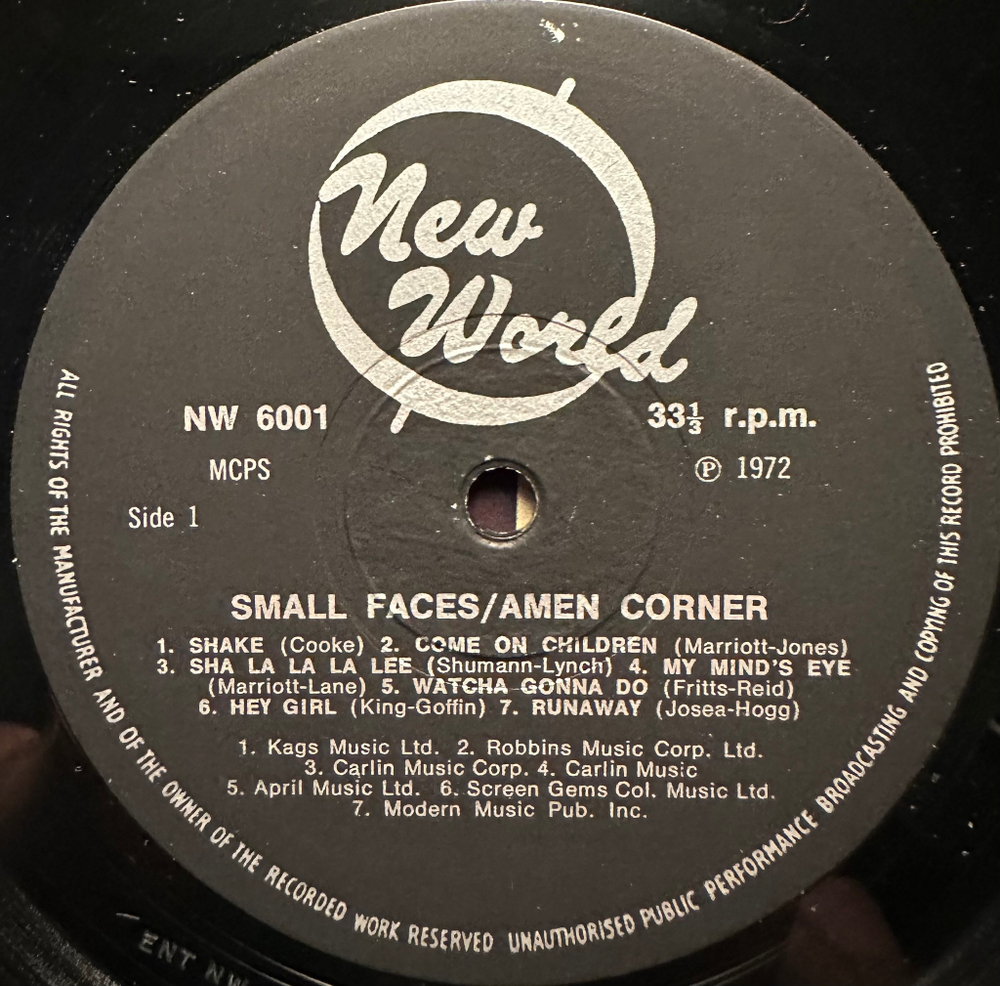 New
World
NW 6001
33⅓ r.p.m.
MCPS
℗ 1972
Side 1
SMALL FACES/AMEN CORNER
1. SHAKE (Cooke) 2. COME ON CHILDREN (Marriott-Jones)
3. SHA LA LA LA LEE (Shumann-Lynch) 4. MY MIND'S EYE
(Marriott-Lane) 5. WATCHA GONNA DO (Fritts-Reid)
6. HEY GIRL (King-Goffin) 7. RUNAWAY (Josea-Hogg)
1. Kags Music Ltd. 2. Robbins Music Corp. Ltd.
3. Carlin Music Corp. 4. Carlin Music
5. April Music Ltd. 6. Screen Gems Col. Music Ltd.
7. Modern Music Pub. Inc.
ALL RIGHTS OF THE MANUFACTURER AND OF THE OWNER OF THE RECORDED WORK RESERVED UNAUTHORISED PUBLIC PERFORMANCE BROADCASTING AND COPYING OF THIS RECORD PROHIBITED
ENT NW